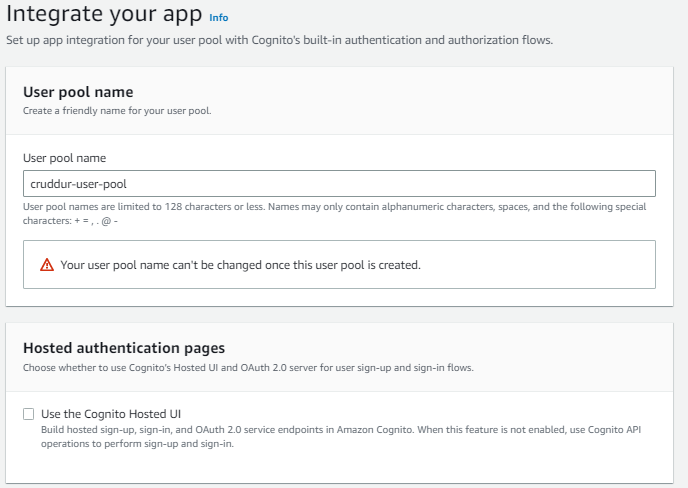 Integrate your app Info
Set up app integration for your user pool with Cognito's built-in authentication and authorization flows.
User pool name
Create a friendly name for your user pool.
User pool name
cruddur-user-pool
User pool names are limited to 128 characters or less. Names may only contain alphanumeric characters, spaces, and the following special
characters: + = , . @ -
Your user pool name can't be changed once this user pool is created.
Hosted authentication pages
Choose whether to use Cognito's Hosted UI and OAuth 2.0 server for user sign-up and sign-in flows.
Use the Cognito Hosted UI
Build hosted sign-up, sign-in, and OAuth 2.0 service endpoints in Amazon Cognito. When this feature is not enabled, use Cognito API
operations to perform sign-up and sign-in.